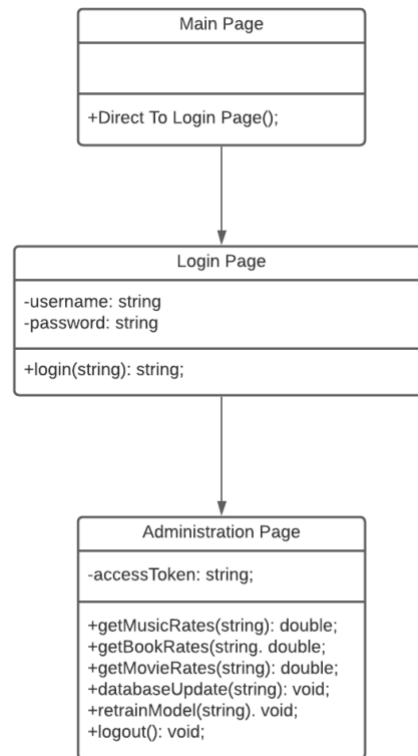 Main Page
+Direct To Login Page();
Login Page
-username: string
-password: string
+login(string): string;
Administration Page
-accessToken: string;
+getMusicRates(string): double;
+getBookRates(string. double;
+getMovieRates(string): double;
+databaseUpdate(string): void;
+retrainModel(string). void;
+logout(): void;